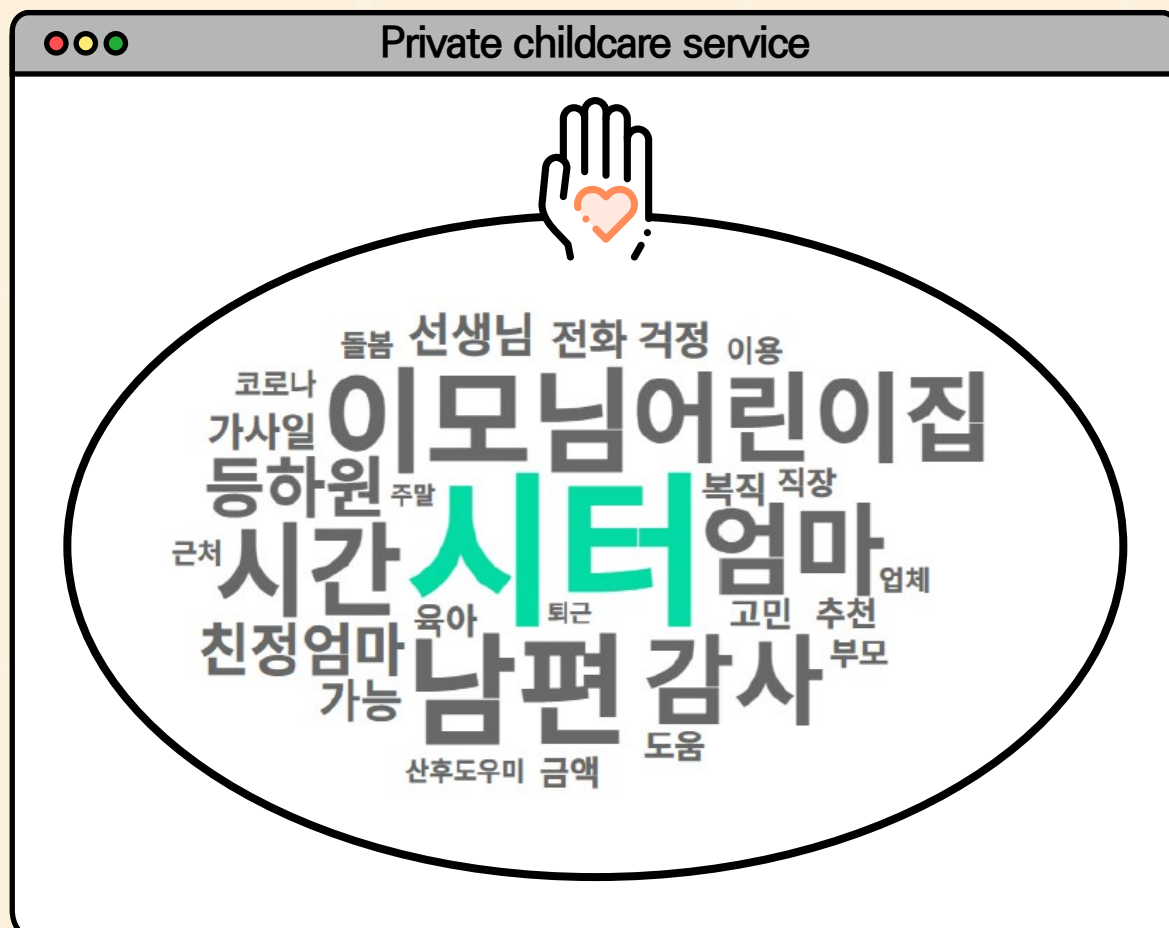 Private childcare service
돌봄 선생님 전화 걱정 이용
코로나
가사일 이모님 어린이집
등하원 주말 시터 복직 직장
근처 시간 엄마 업체
육아 퇴근 고민 추천
친정엄마 남편 감사 부모
가능
도움
산후도우미 금액